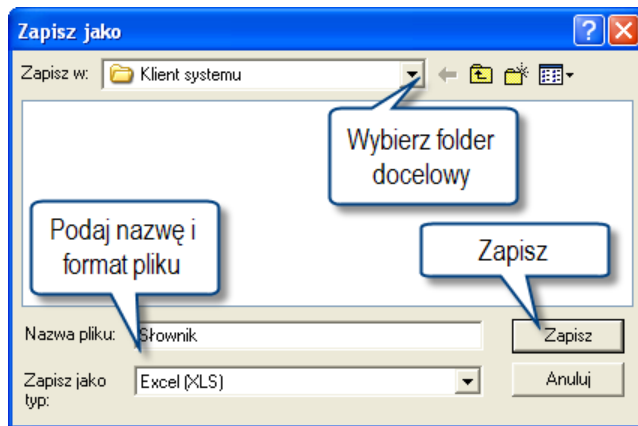 Zapisz jako
Zapisz w: Klient systemu
Wybierz folder
docelowy
Podaj nazwę i
format pliku
Zapisz
Nazwa pliku: Słownik
Zapisz
Zapisz jako
typ:
Excel (XLS)
Anuluj